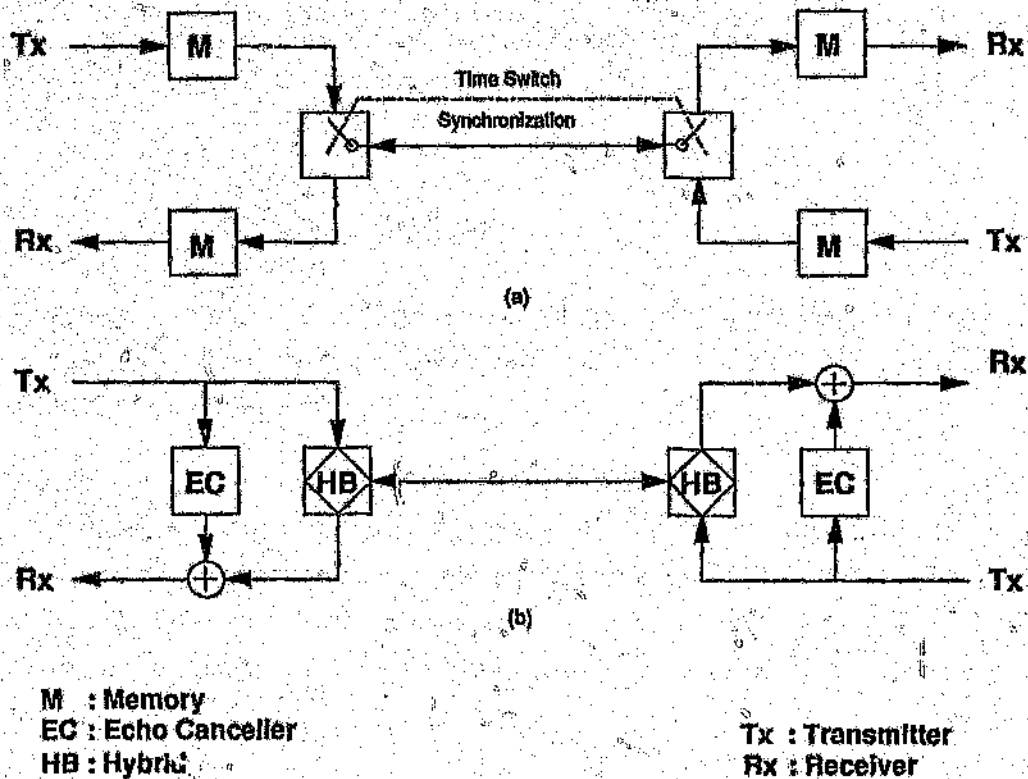 Tx M M Rx
Time Switch
Synchronization
Rx M M Tx
(a)
Tx Rx
EC HB HB EC
Rx Tx
(b)
M : Memory
EC : Echo Canceller
HB : Hybrid
Tx : Transmitter
Rx : Receiver